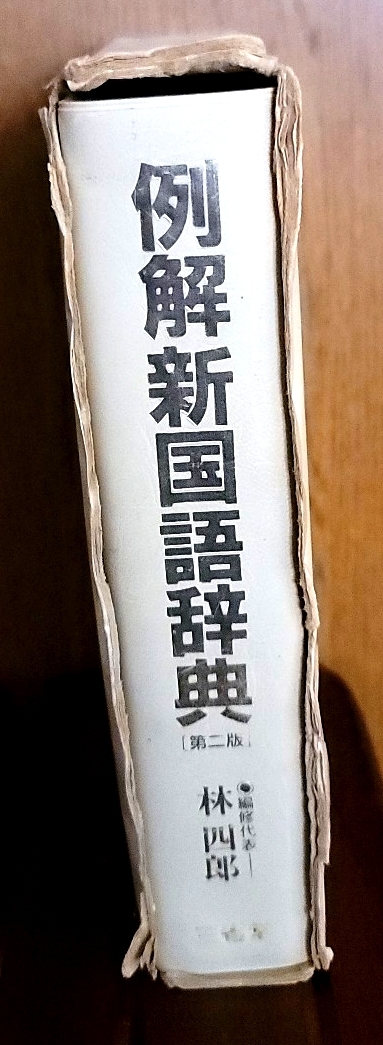 例解新国語辞典
［第二版］
●編修代表—
林四郎